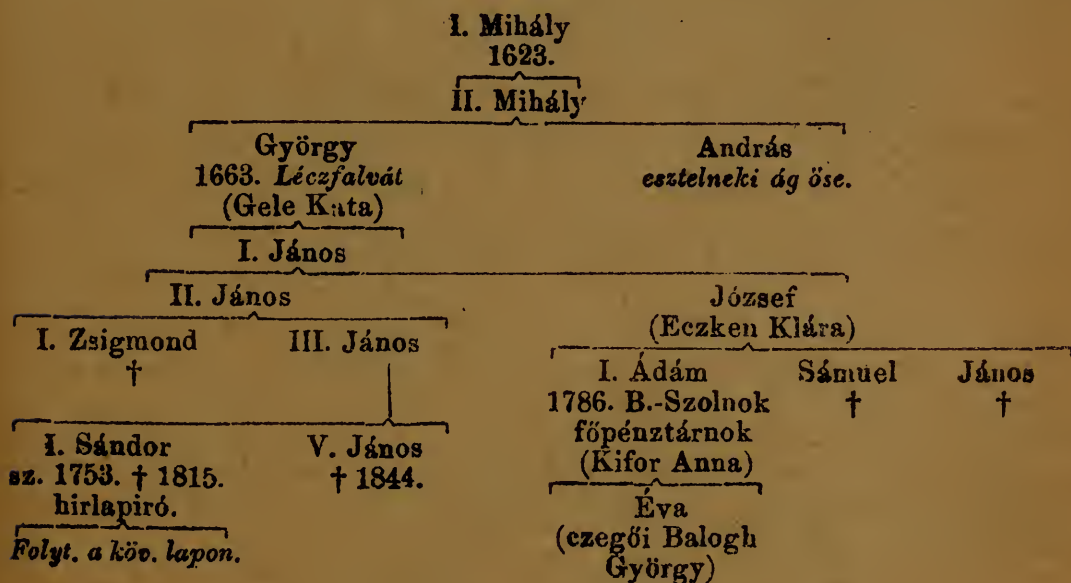 I. Mihály
1623.
II. Mihály
György András
1663. Léczfalvát esztelneki ág őse.
(Gele Kata)
I. János
II. János József
(Eczken Klára)
I. Zsigmond III. János
† 
I. Ádám Sámuel János
1786. B.-Szolnok † †
főpénztárnok
(Kifor Anna)
I. Sándor V. János
sz. 1753. † 1815. † 1844.
hirlapiró.
Éva
(czegői Balogh
György)
Folyt. a köv. lapon.